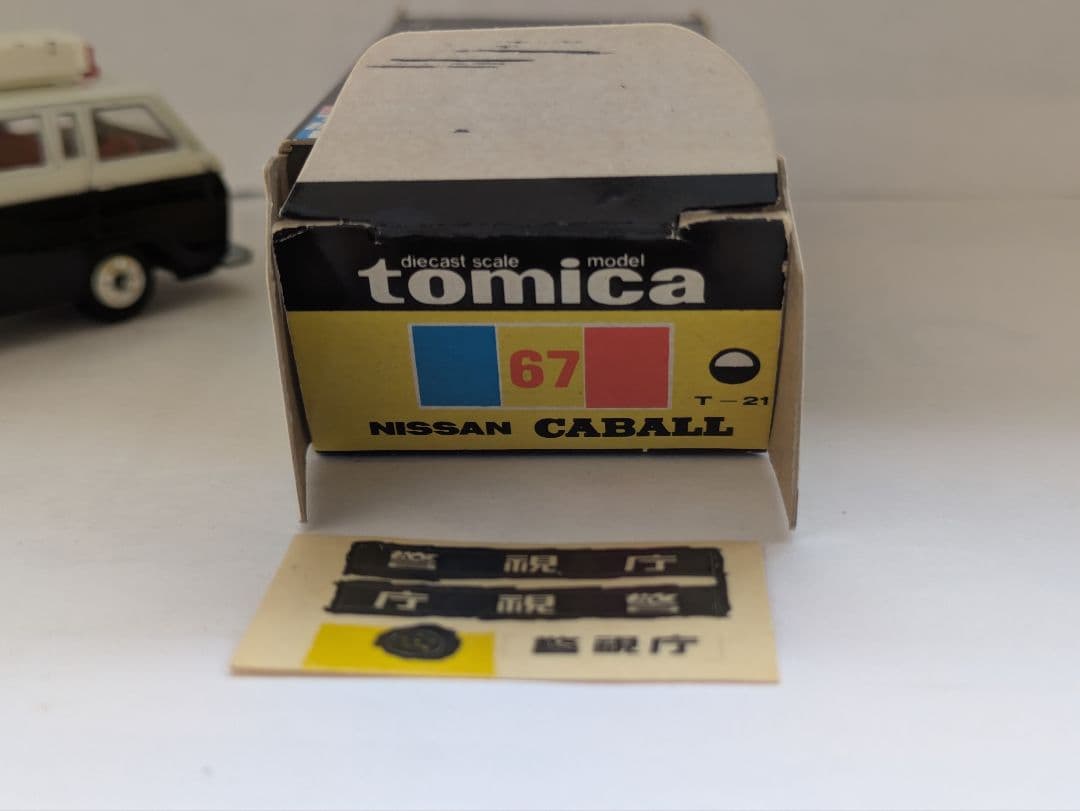 diecast scale model
tomica
67
T-21
NISSAN CABALL
警 視 庁
庁 視 警
警視庁